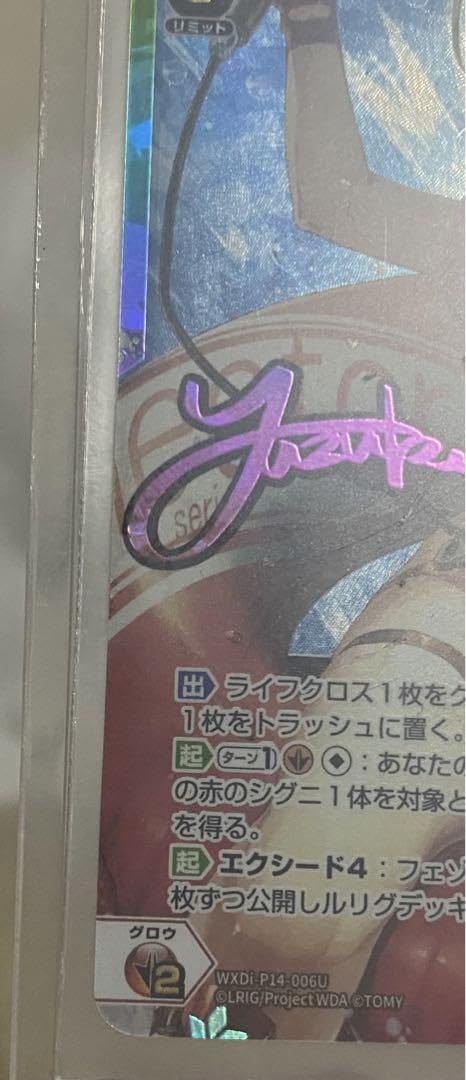 リミット
ector
seri
Yuzuk
出 ライフクロス1枚をク
1枚をトラッシュに置く。
起 ターン1 : あなたの
の赤のシグニ1体を対象と
を得る。
起 エクシード4：フェゾ
枚ずつ公開しルリグデッキ
グロウ
2
WXDi-P14-006U
©LRIG/Project WDA ©TOMY